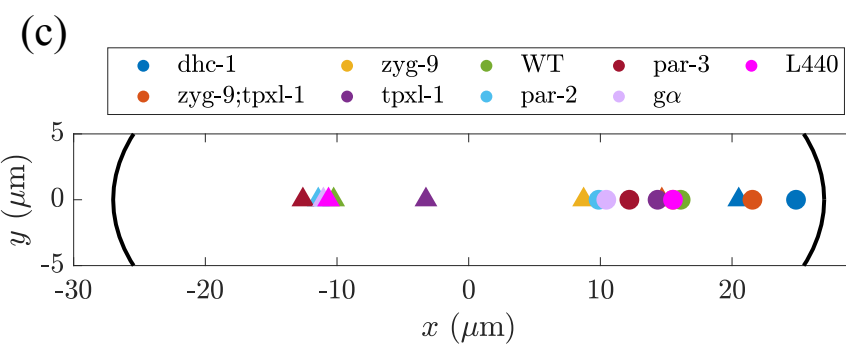 (c)
dhc-1 zyg-9 WT par-3 L440
zyg-9;tpxl-1 tpxl-1 par-2 gα
5
0
-5
y (μm)
-30 -20 -10 0 10 20
x (μm)